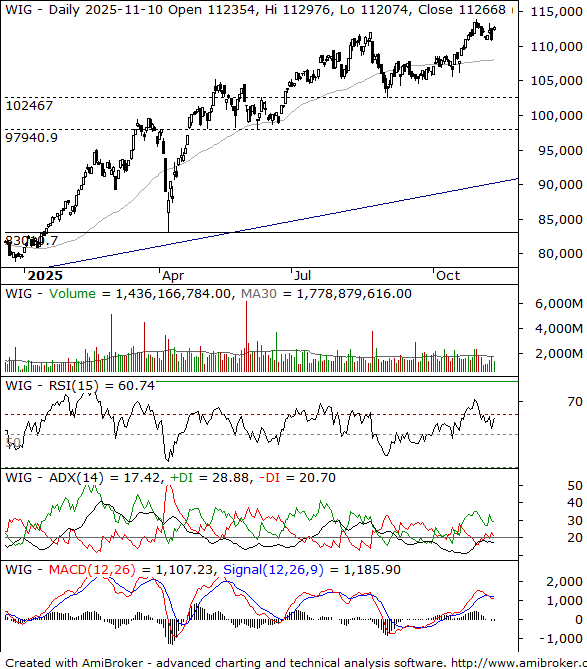 WIG - Daily 2025-11-10 Open 112354, Hi 112976, Lo 112074, Close 112668 (
115,000
110,000
105,000
102467
100,000
97940.9
95,000
90,000
85,000
80,000
2025 Apr Jul Oct
WIG - Volume = 1,436,166,784.00, MA30 = 1,778,879,616.00
6,000M
4,000M
2,000M
WIG - RSI(15) = 60.74
70
50
WIG - ADX(14) = 17.42, +DI = 28.88, -DI = 20.70
50
40
30
20
WIG - MACD(12,26) = 1,107.23, Signal(12,26,9) = 1,185.90
2,000
1,000
0
-1,000
Created with AmiBroker - advanced charting and technical analysis software. http://www.amibroker.c